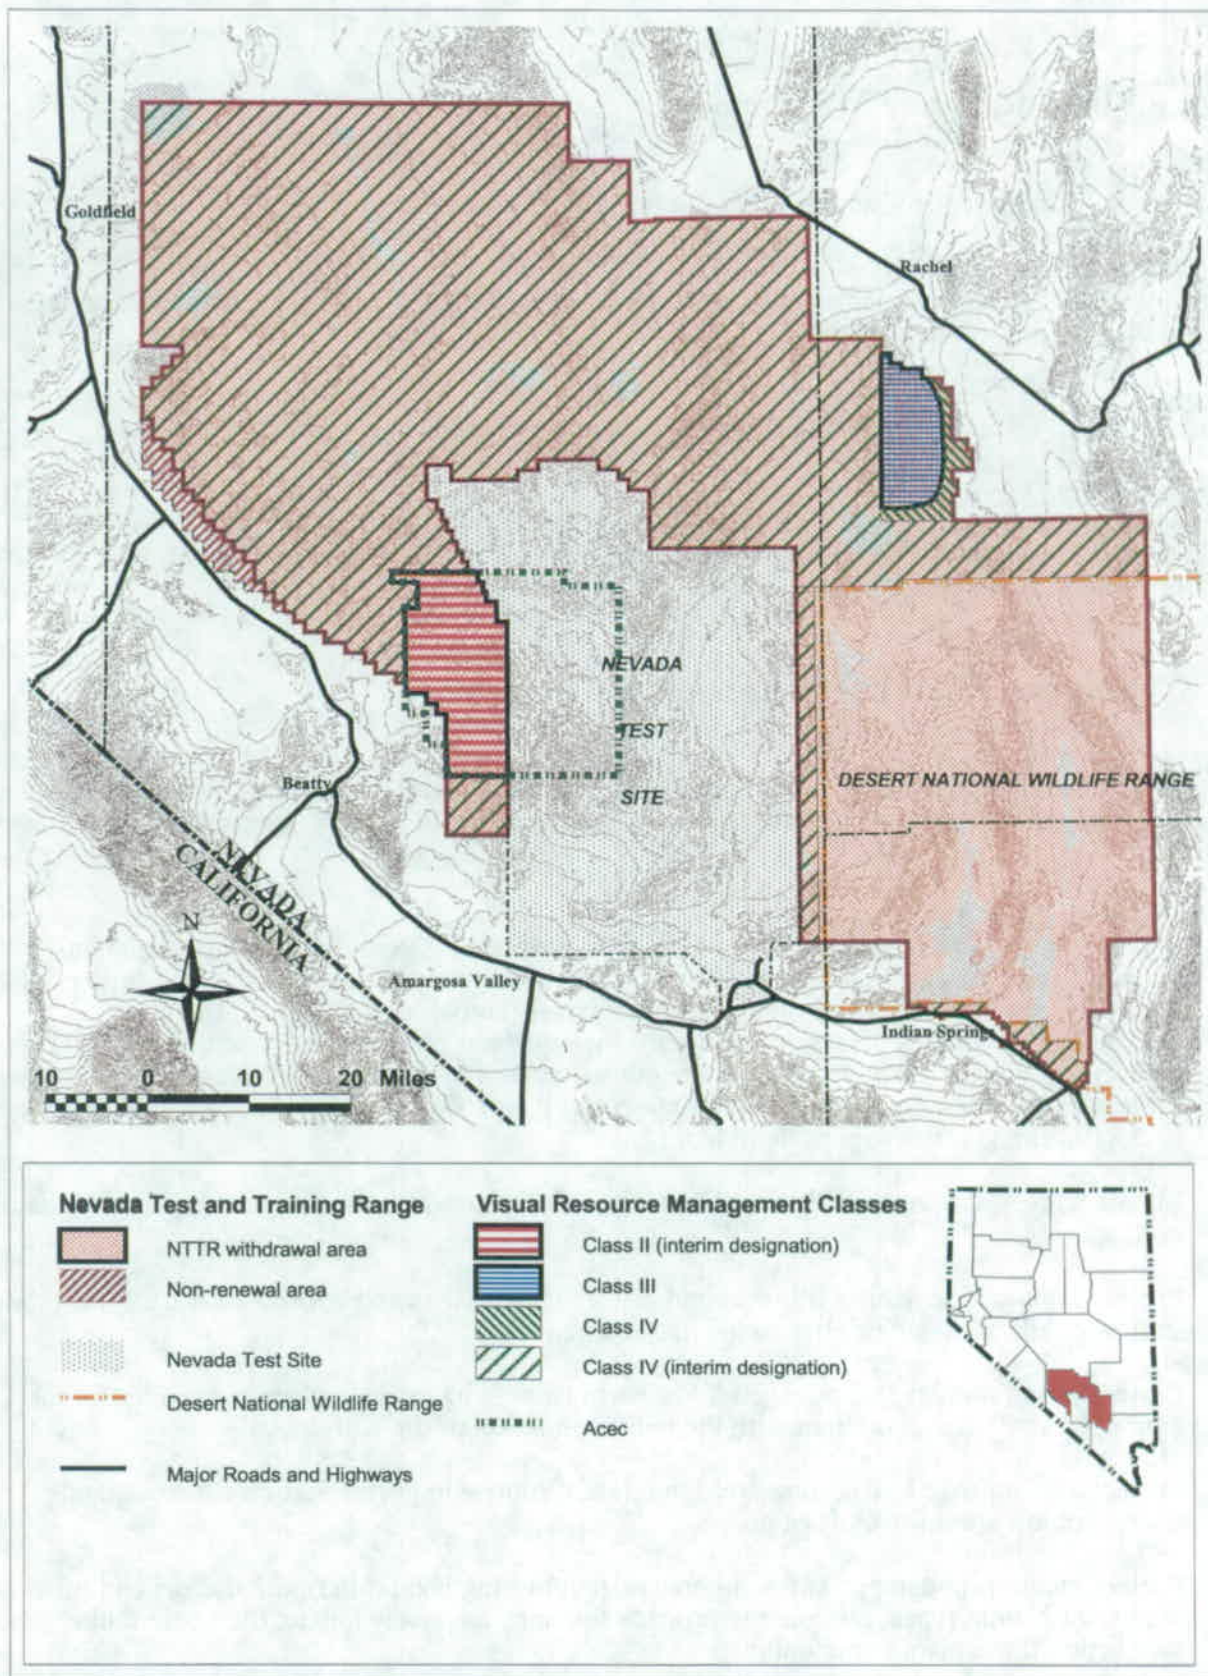 Goldfield
Rachel
NEVADA
TEST
SITE
DESERT NATIONAL WILDLIFE RANGE
Beatty
NEVADA
CALIFORNIA
N
Amargosa Valley
Indian Springs
10 0 10 20 Miles
Nevada Test and Training Range
NTTR withdrawal area
Non-renewal area
Nevada Test Site
Desert National Wildlife Range
Major Roads and Highways
Visual Resource Management Classes
Class II (interim designation)
Class III
Class IV
Class IV (interim designation)
Acec